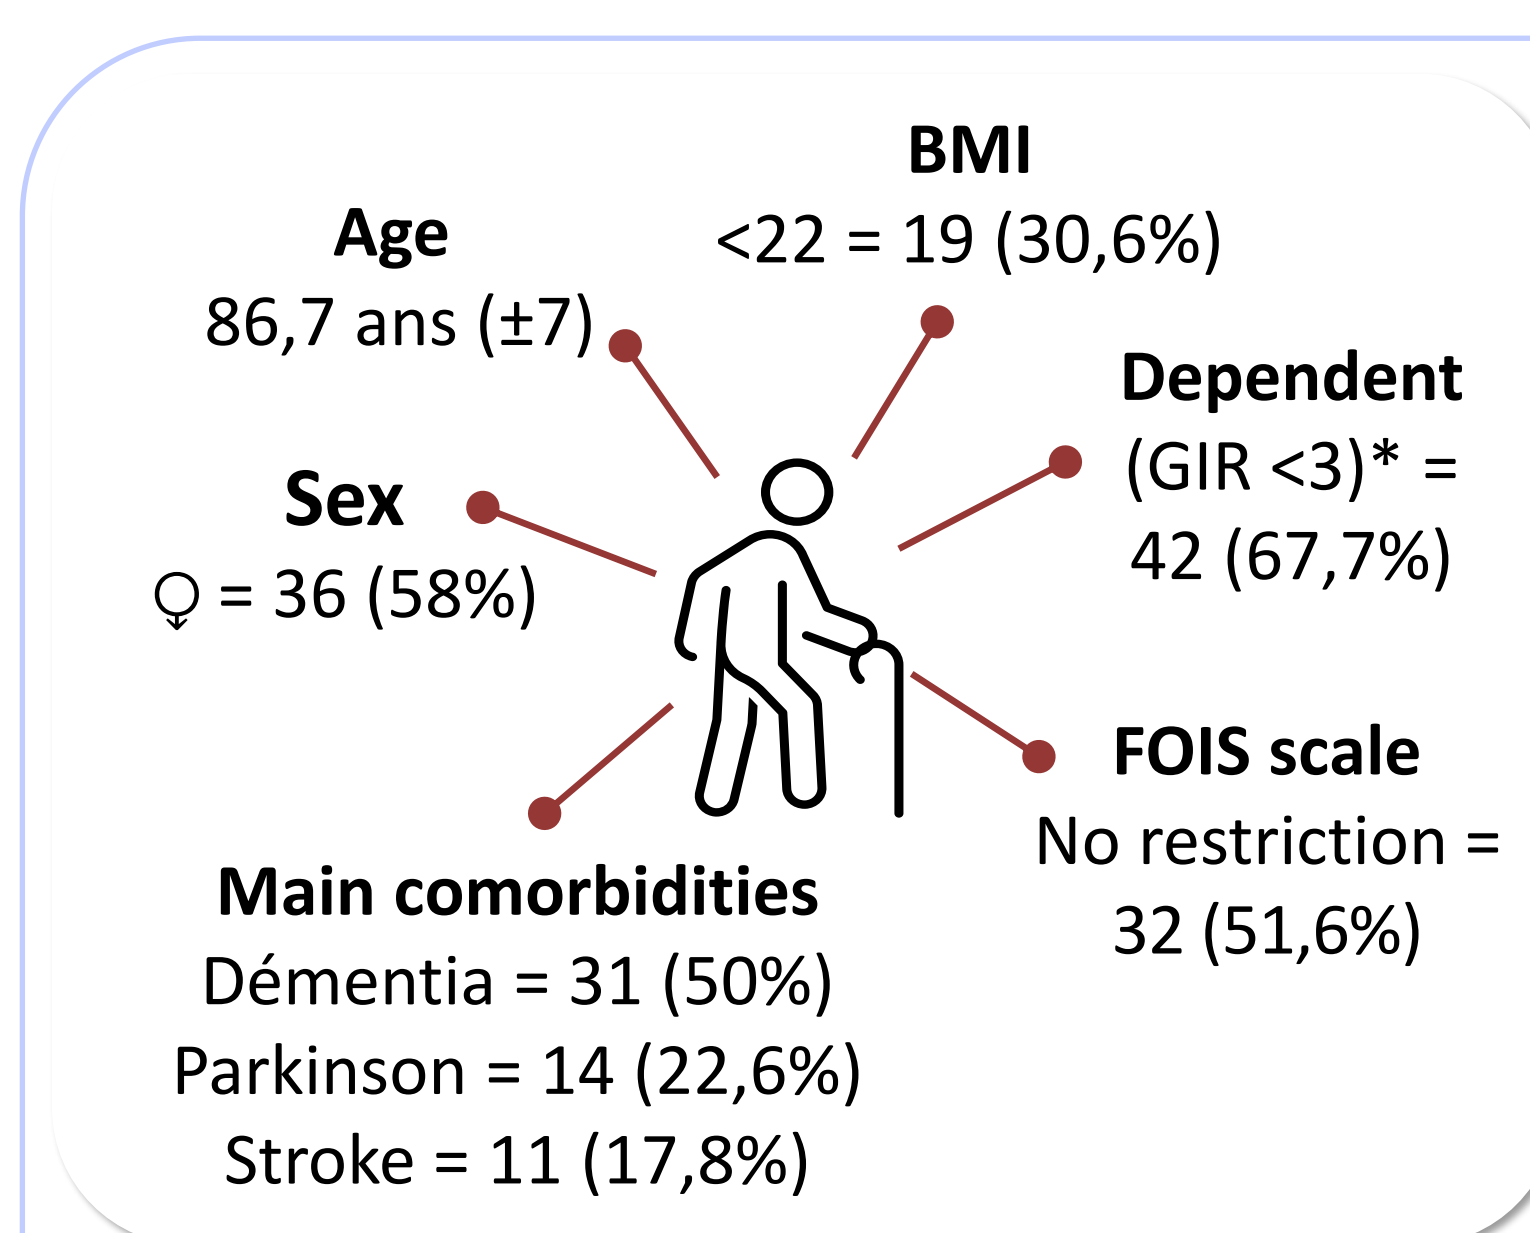 BMI
<22 = 19 (30,6%)
Age
86,7 ans (±7)
Dependent
(GIR <3)* =
42 (67,7%)
Sex
♀ = 36 (58%)
FOIS scale
No restriction =
32 (51,6%)
Main comorbidities
Démentia = 31 (50%)
Parkinson = 14 (22,6%)
Stroke = 11 (17,8%)